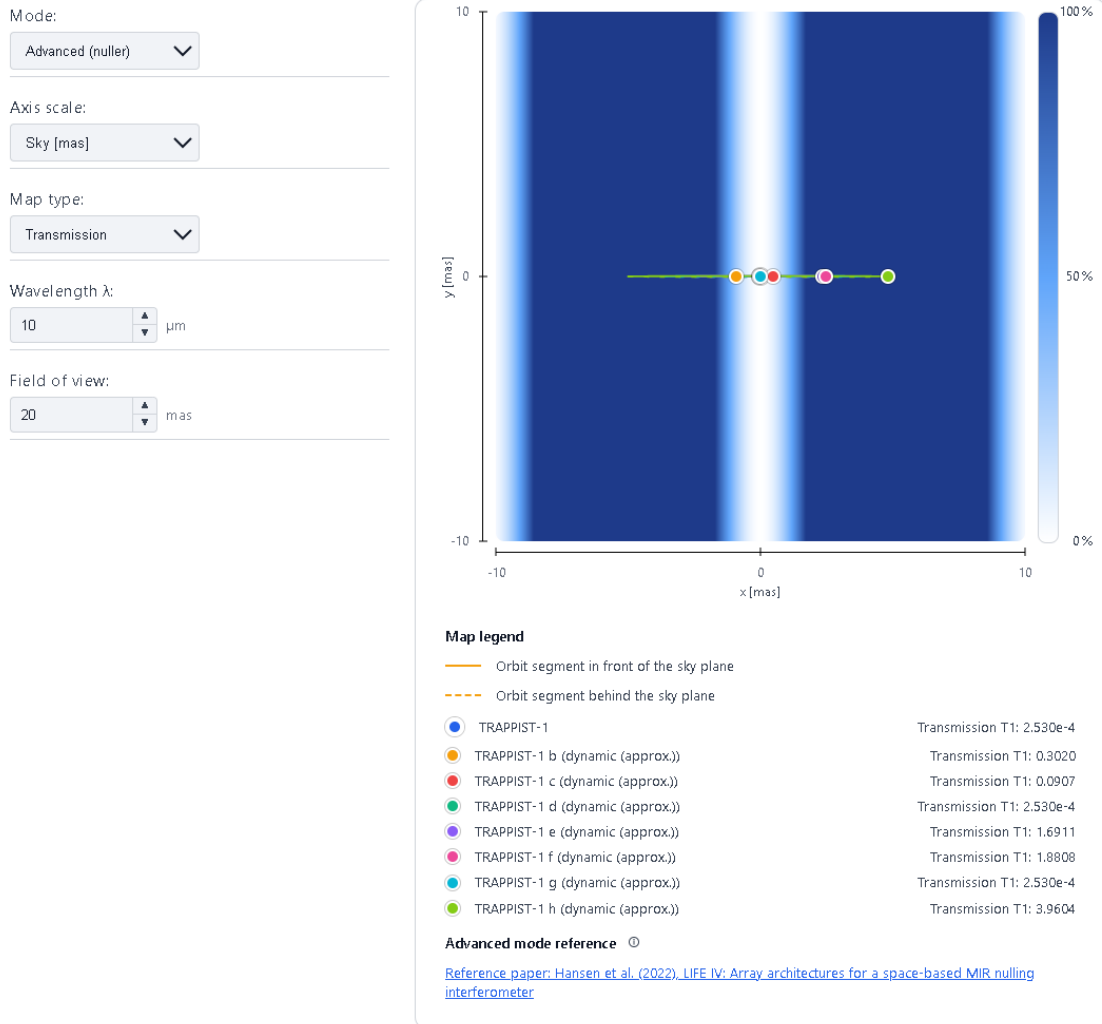 Mode:
Advanced (nuller)
Axis scale:
Sky [mas]
Map type:
Transmission
Wavelength λ:
10 µm
Field of view:
20 mas
10
0
-10
y [mas]
-10 0 10
x [mas]
100%
50%
0%
Map legend
Orbit segment in front of the sky plane
Orbit segment behind the sky plane
TRAPPIST-1 Transmission T1: 2.530e-4
TRAPPIST-1 b (dynamic (approx.)) Transmission T1: 0.3020
TRAPPIST-1 c (dynamic (approx.)) Transmission T1: 0.0907
TRAPPIST-1 d (dynamic (approx.)) Transmission T1: 2.530e-4
TRAPPIST-1 e (dynamic (approx.)) Transmission T1: 1.6911
TRAPPIST-1 f (dynamic (approx.)) Transmission T1: 1.8808
TRAPPIST-1 g (dynamic (approx.)) Transmission T1: 2.530e-4
TRAPPIST-1 h (dynamic (approx.)) Transmission T1: 3.9604
Advanced mode reference
Reference paper: Hansen et al. (2022), LIFE IV: Array architectures for a space-based MIR nulling
interferometer